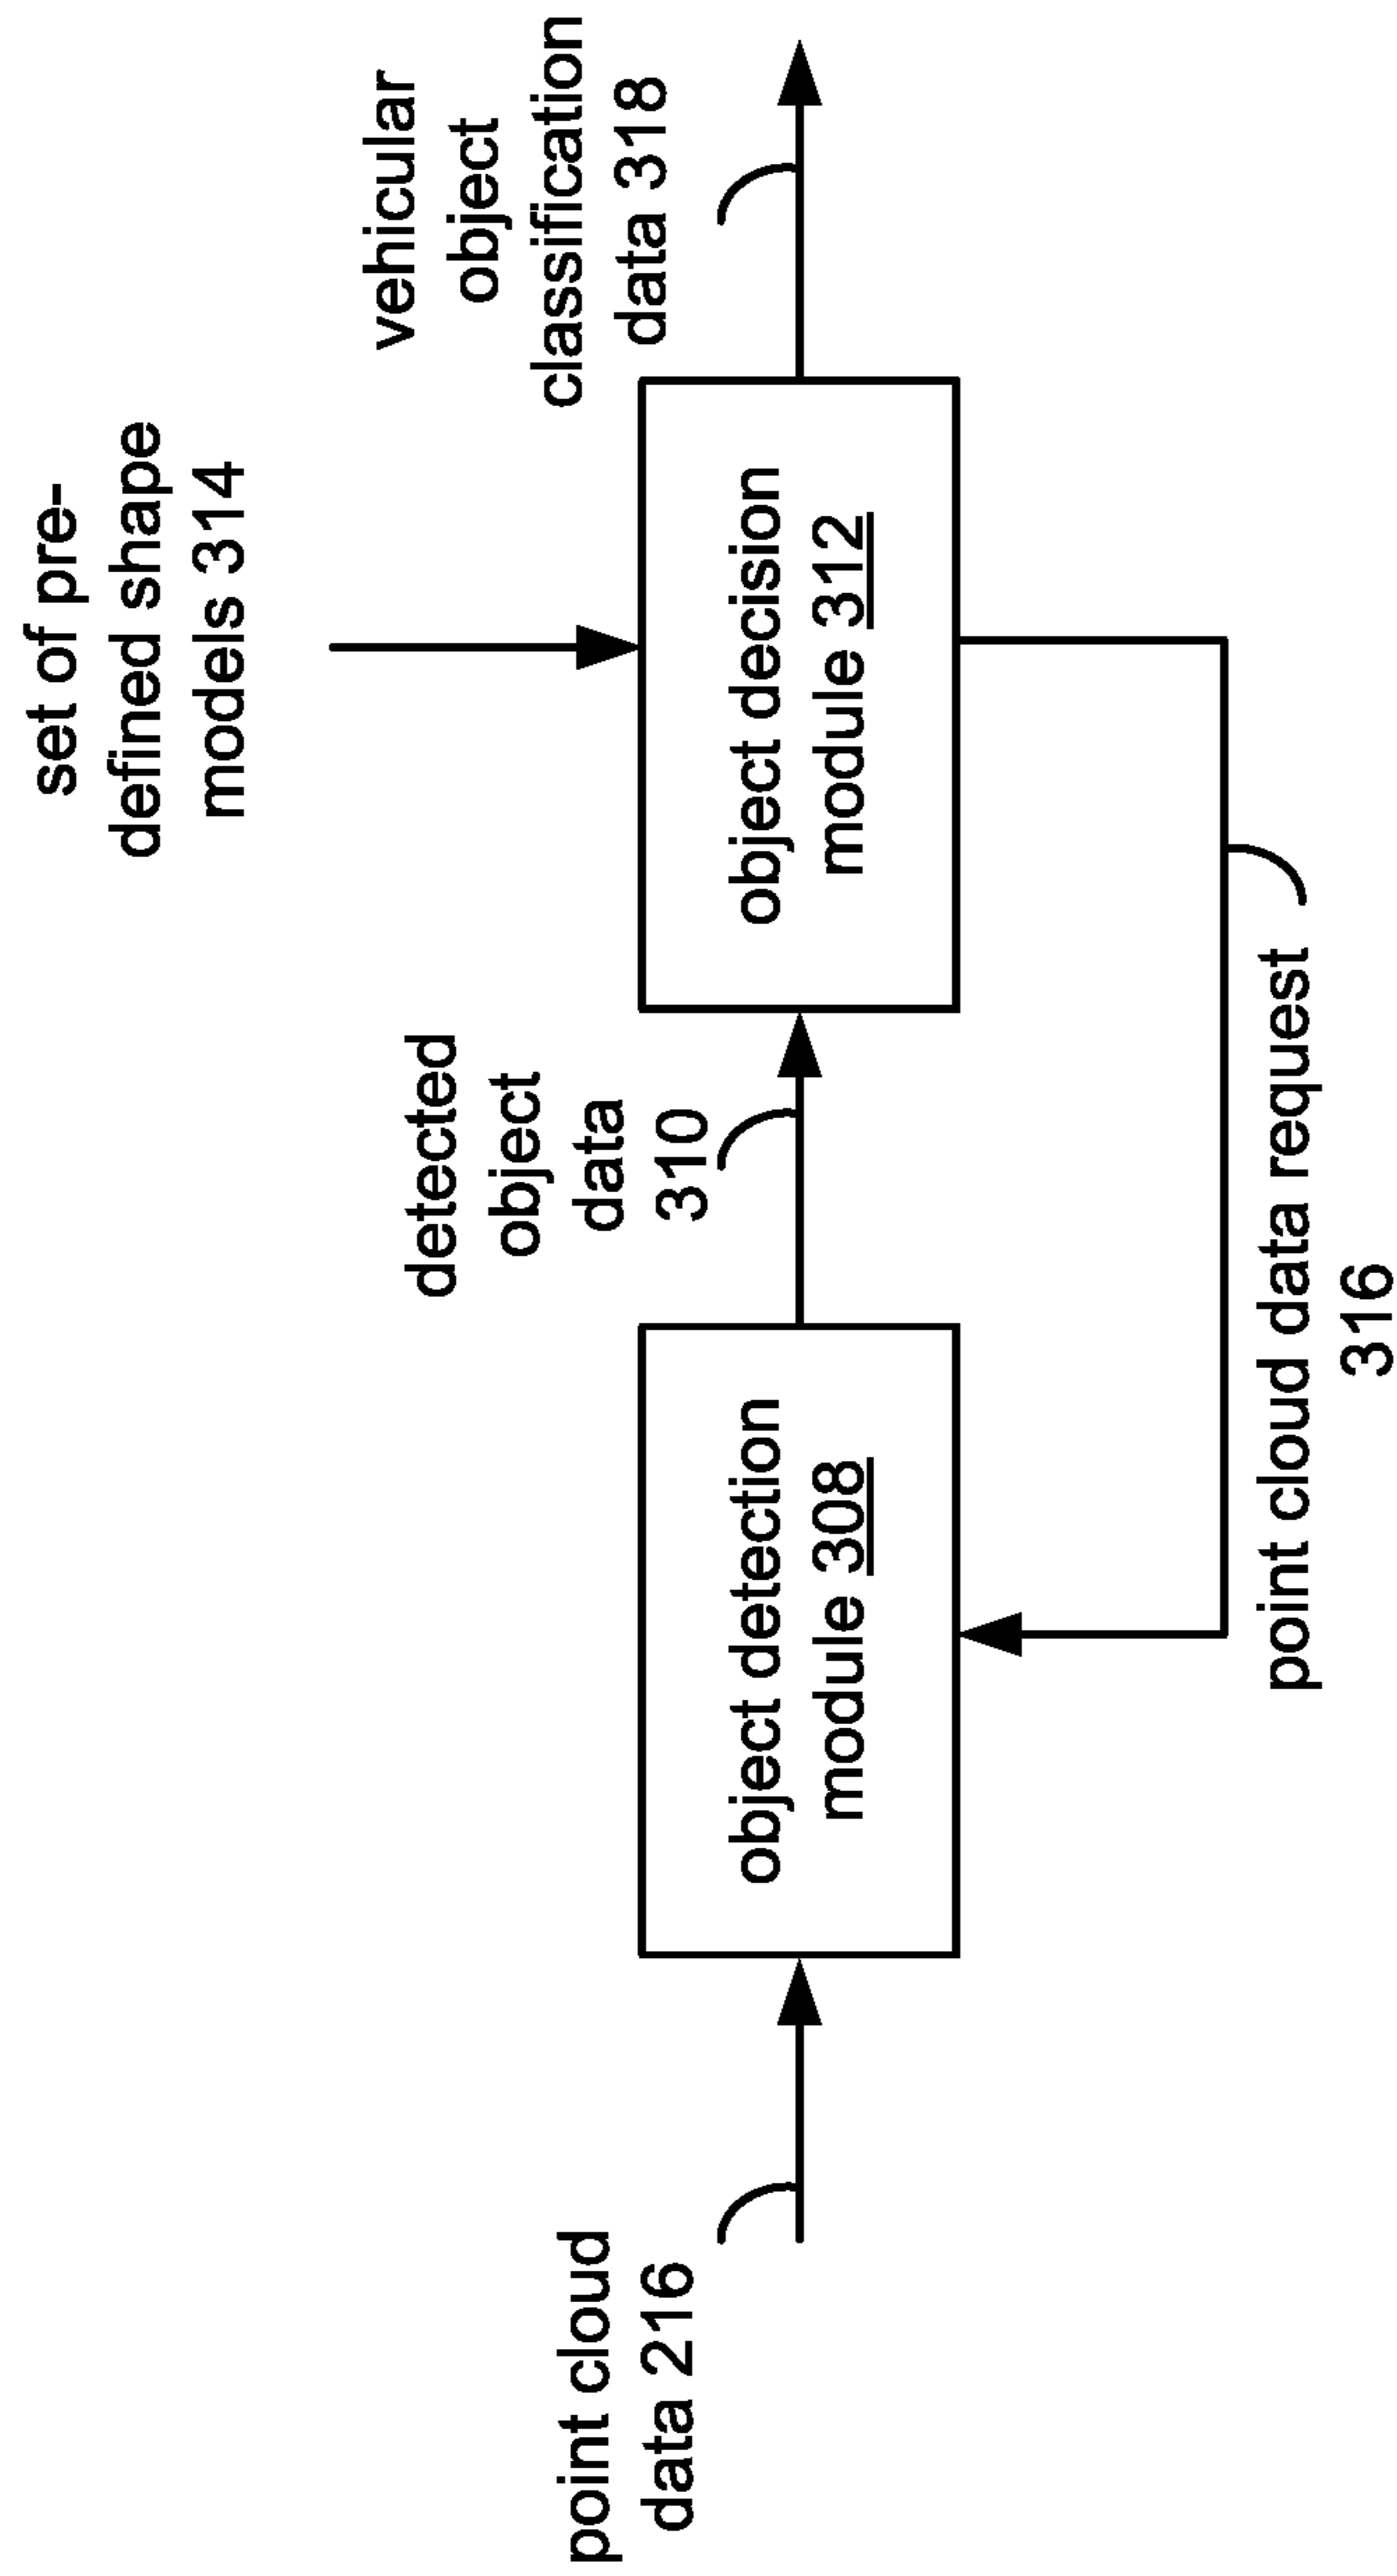 set of pre-
defined shape
models 314
vehicular
object
classification
data 318
detected
object
data
310
point cloud
data 216
object detection
module 308
object decision
module 312
point cloud data request
316